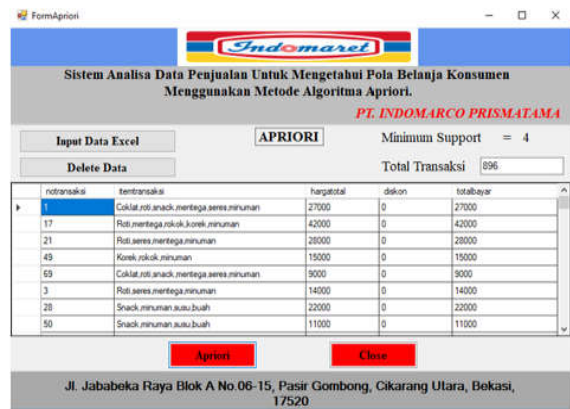 FormApriori
Indomaret
Sistem Analisa Data Penjualan Untuk Mengetahui Pola Belanja Konsumen
Menggunakan Metode Algoritma Apriori.
PT. INDOMARCO PRISMATAMA
Input Data Excel
APRIORI
Minimum Support = 4
Delete Data
Total Transaksi 896
notransaksi itemtransaksi hargatotal diskon totalbayar
1 Coklat,roti,snack,mentega,seres,minuman 27000 0 27000
17 Roti,mentega,rokok,korek,minuman 42000 0 42000
21 Roti,seres,mentega,minuman 28000 0 28000
49 Korek,rokok,minuman 15000 0 15000
69 Coklat,roti,snack,mentega,seres,minuman 9000 0 9000
3 Roti,seres,mentega,minuman 14000 0 14000
28 Snack,minuman,susu,buah 22000 0 22000
50 Snack,minuman,susu,buah 11000 0 11000
Apriori Close
Jl. Jababeka Raya Blok A No.06-15, Pasir Gombong, Cikarang Utara, Bekasi,
17520